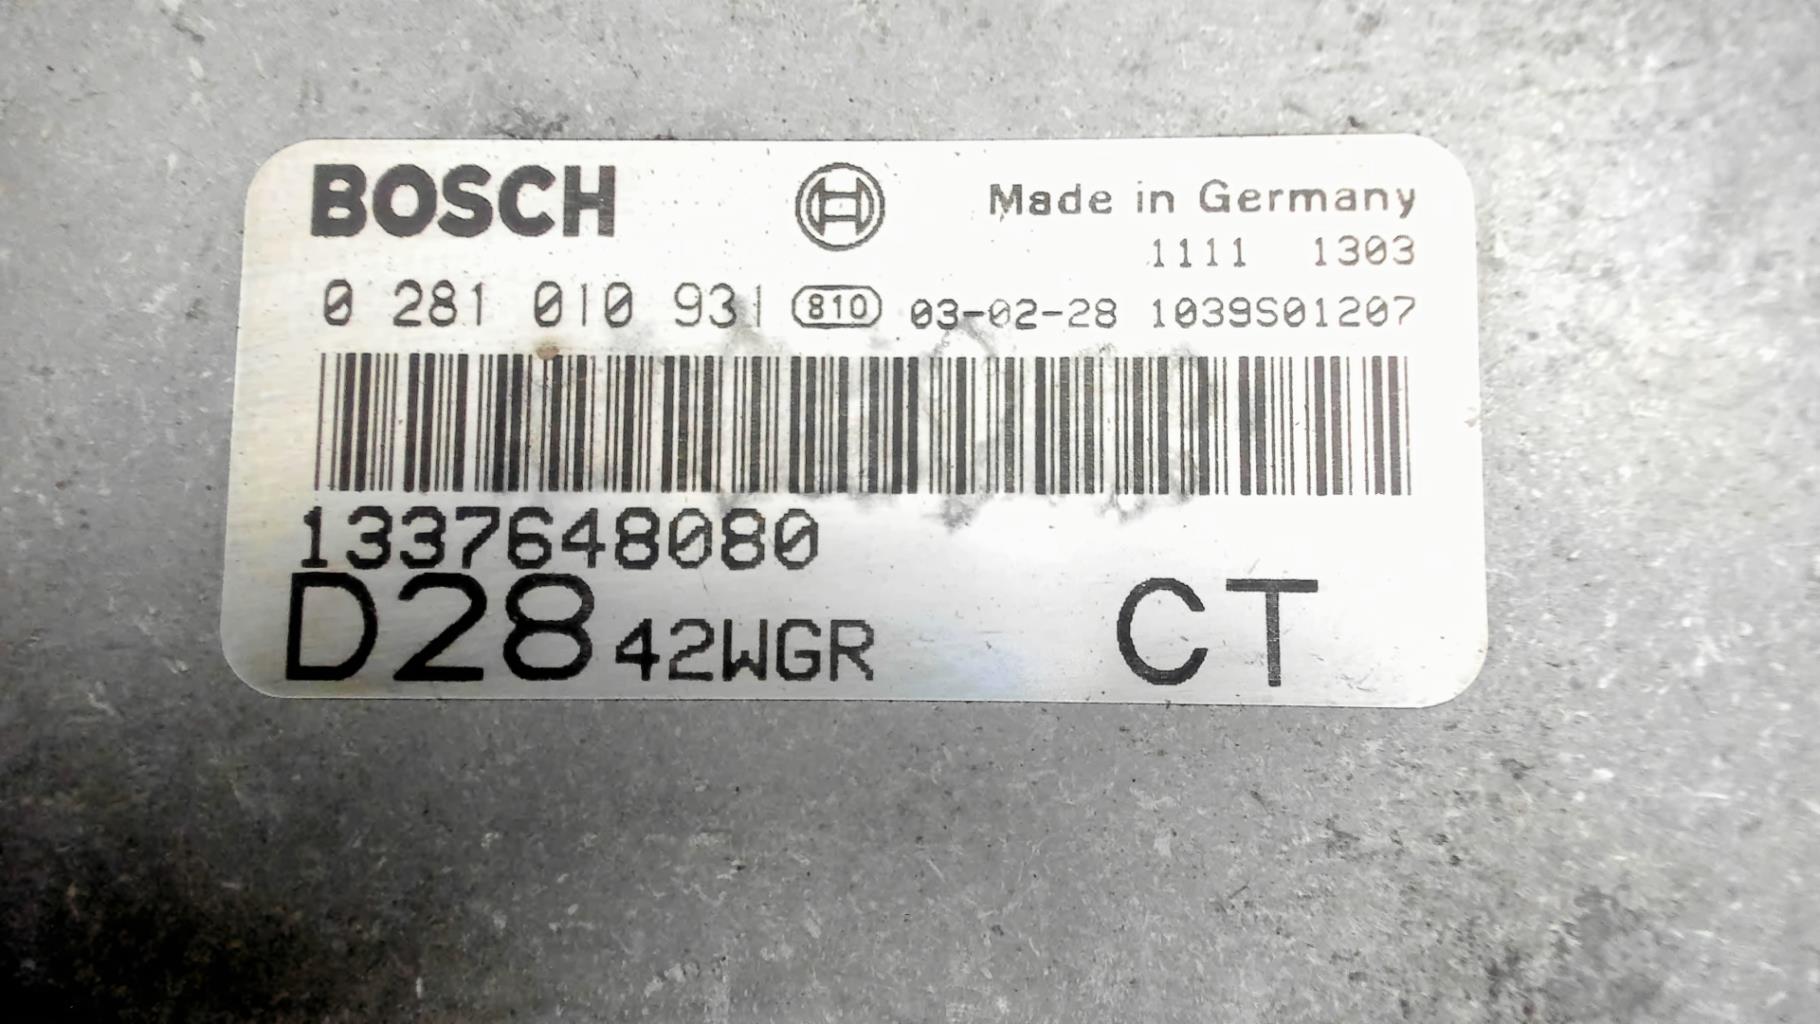 BOSCH Made in Germany
1111 1303
0 281 010 931 810 03-02-28 1039S01207
1337648080
D28 42WGR CT